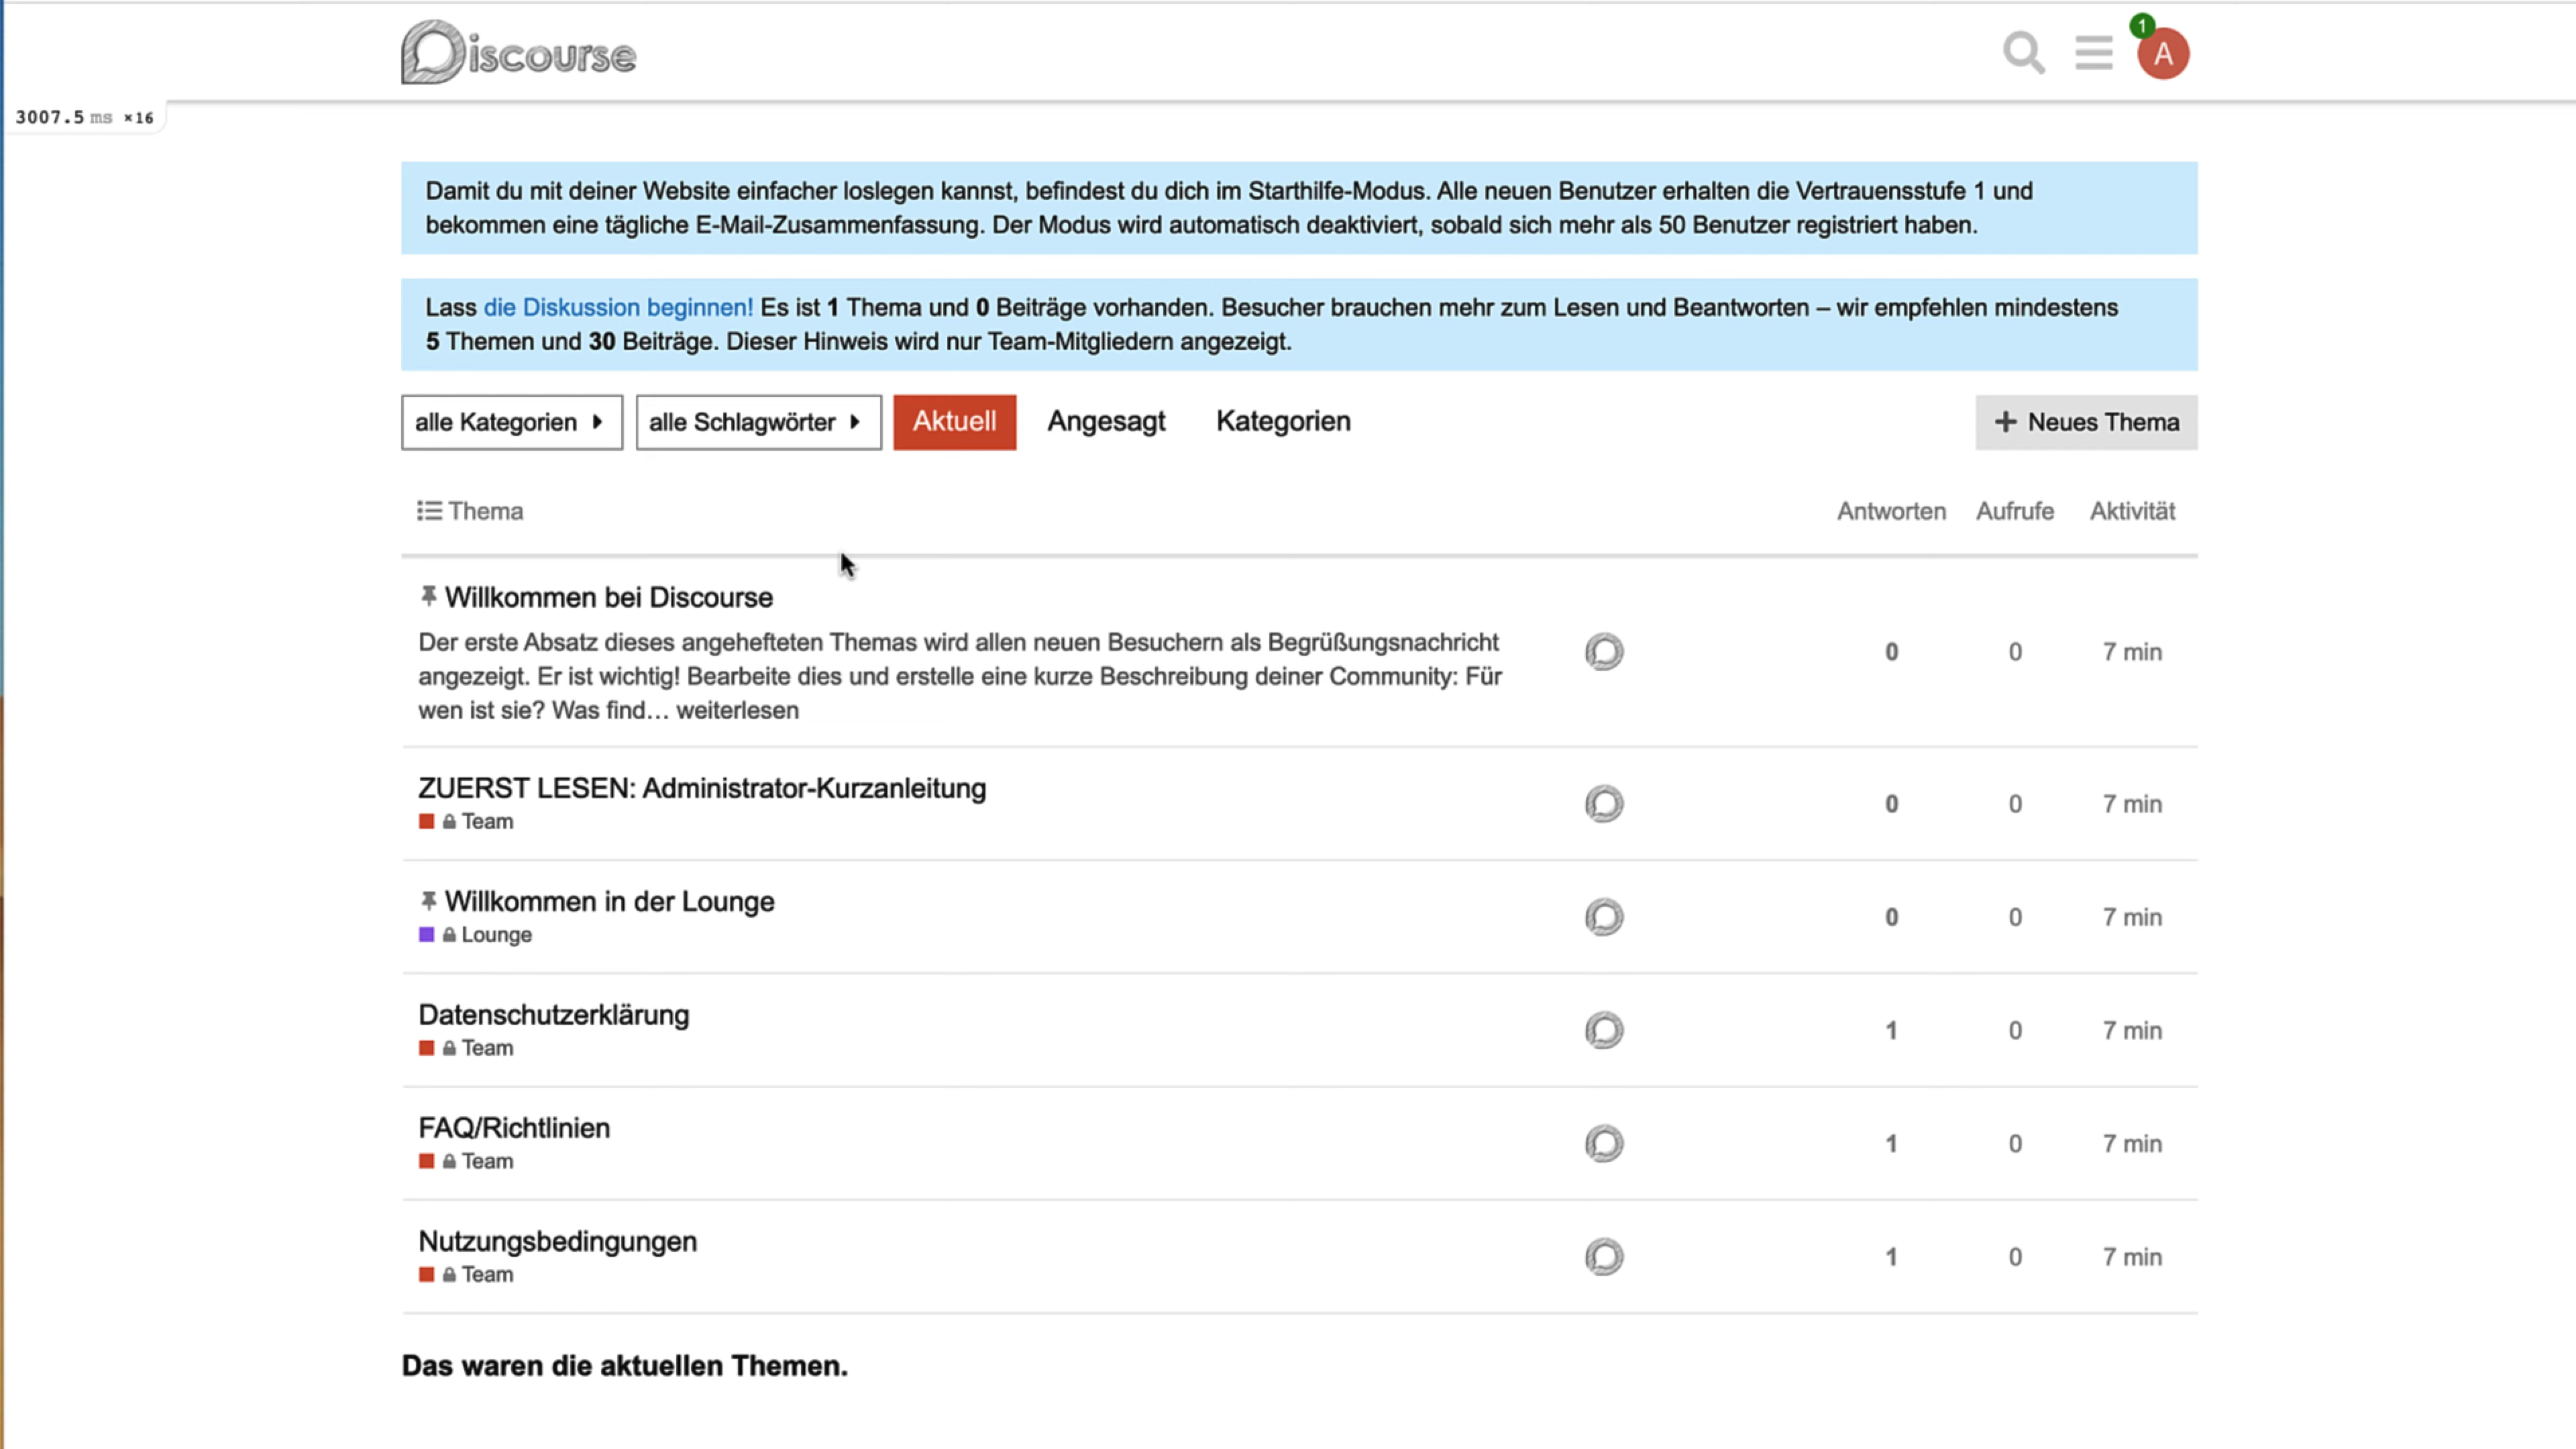 Discourse
1
A
3007.5 ms ×16
Damit du mit deiner Website einfacher loslegen kannst, befindest du dich im Starthilfe-Modus. Alle neuen Benutzer erhalten die Vertrauensstufe 1 und
bekommen eine tägliche E-Mail-Zusammenfassung. Der Modus wird automatisch deaktiviert, sobald sich mehr als 50 Benutzer registriert haben.
Lass die Diskussion beginnen! Es ist 1 Thema und 0 Beiträge vorhanden. Besucher brauchen mehr zum Lesen und Beantworten – wir empfehlen mindestens
5 Themen und 30 Beiträge. Dieser Hinweis wird nur Team-Mitgliedern angezeigt.
alle Kategorien alle Schlagwörter Aktuell Angesagt Kategorien + Neues Thema
Thema Antworten Aufrufe Aktivität
Willkommen bei Discourse
Der erste Absatz dieses angehefteten Themas wird allen neuen Besuchern als Begrüßungsnachricht
angezeigt. Er ist wichtig! Bearbeite dies und erstelle eine kurze Beschreibung deiner Community: Für
wen ist sie? Was find… weiterlesen
0 0 7 min
ZUERST LESEN: Administrator-Kurzanleitung
Team
0 0 7 min
Willkommen in der Lounge
Lounge
0 0 7 min
Datenschutzerklärung
Team
1 0 7 min
FAQ/Richtlinien
Team
1 0 7 min
Nutzungsbedingungen
Team
1 0 7 min
Das waren die aktuellen Themen.